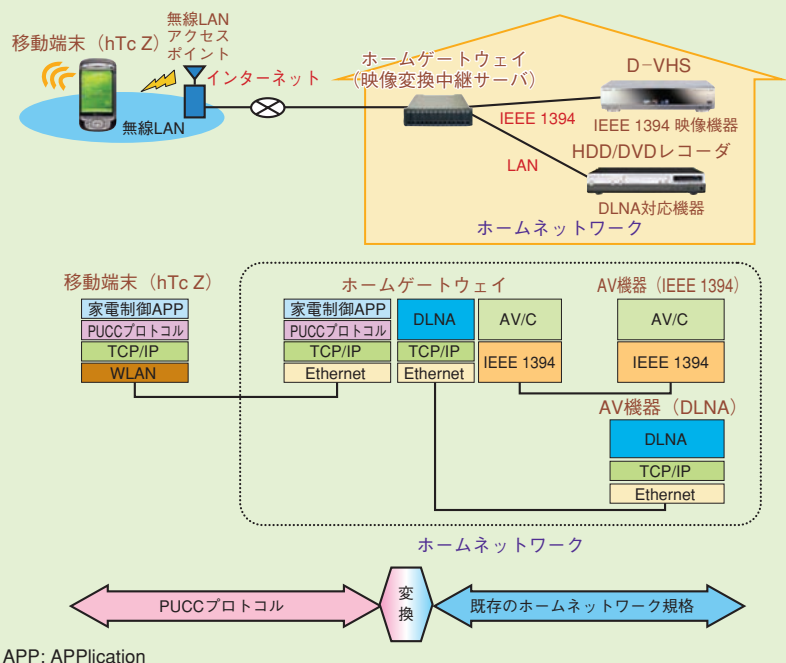 無線LAN
アクセス
ポイント
移動端末（hTc Z）
インターネット
無線LAN
ホームゲートウェイ
（映像変換中継サーバ）
D-VHS
IEEE 1394
IEEE 1394 映像機器
HDD/DVDレコーダ
LAN
DLNA対応機器
ホームネットワーク
移動端末（hTc Z）
家電制御APP
PUCCプロトコル
TCP/IP
WLAN
ホームゲートウェイ
家電制御APP
PUCCプロトコル
TCP/IP
Ethernet
DLNA
TCP/IP
Ethernet
AV/C
IEEE 1394
AV機器（IEEE 1394）
AV/C
IEEE 1394
AV機器（DLNA）
DLNA
TCP/IP
Ethernet
ホームネットワーク
PUCCプロトコル
変
換
既存のホームネットワーク規格
APP: APPlication